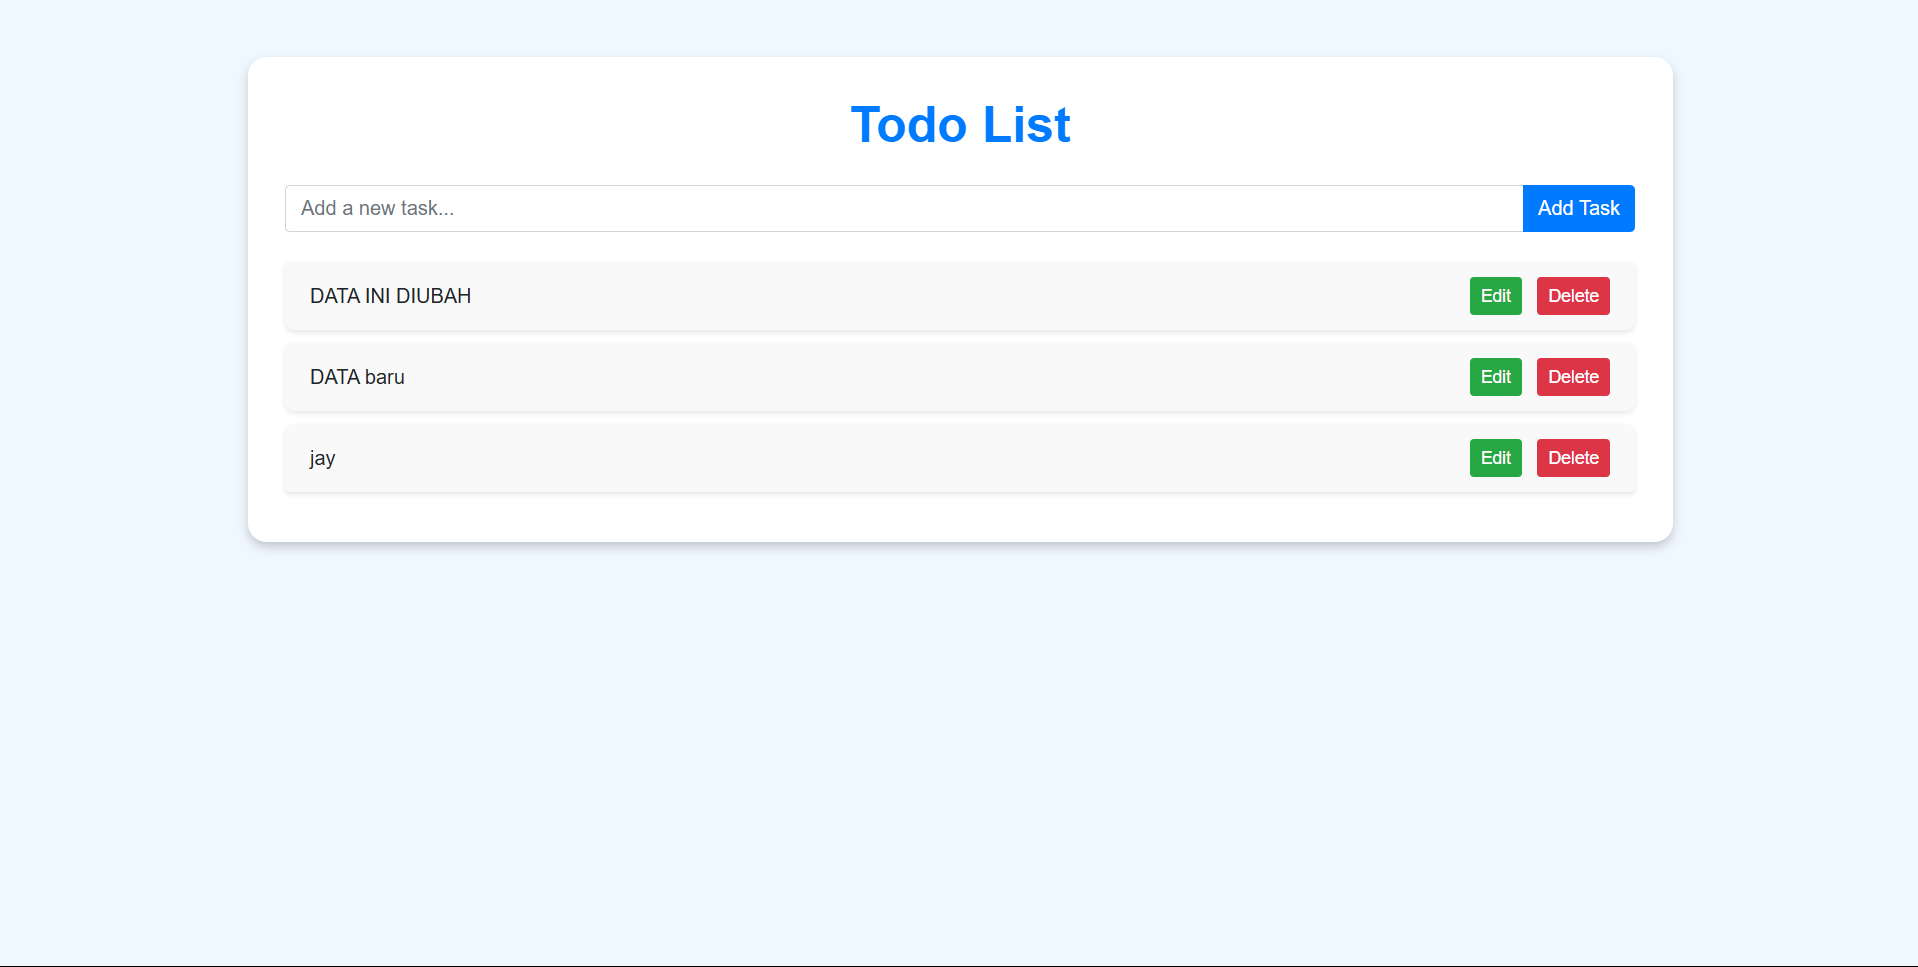 Todo List
Add a new task... Add Task
DATA INI DIUBAH Edit Delete
DATA baru Edit Delete
jay Edit Delete